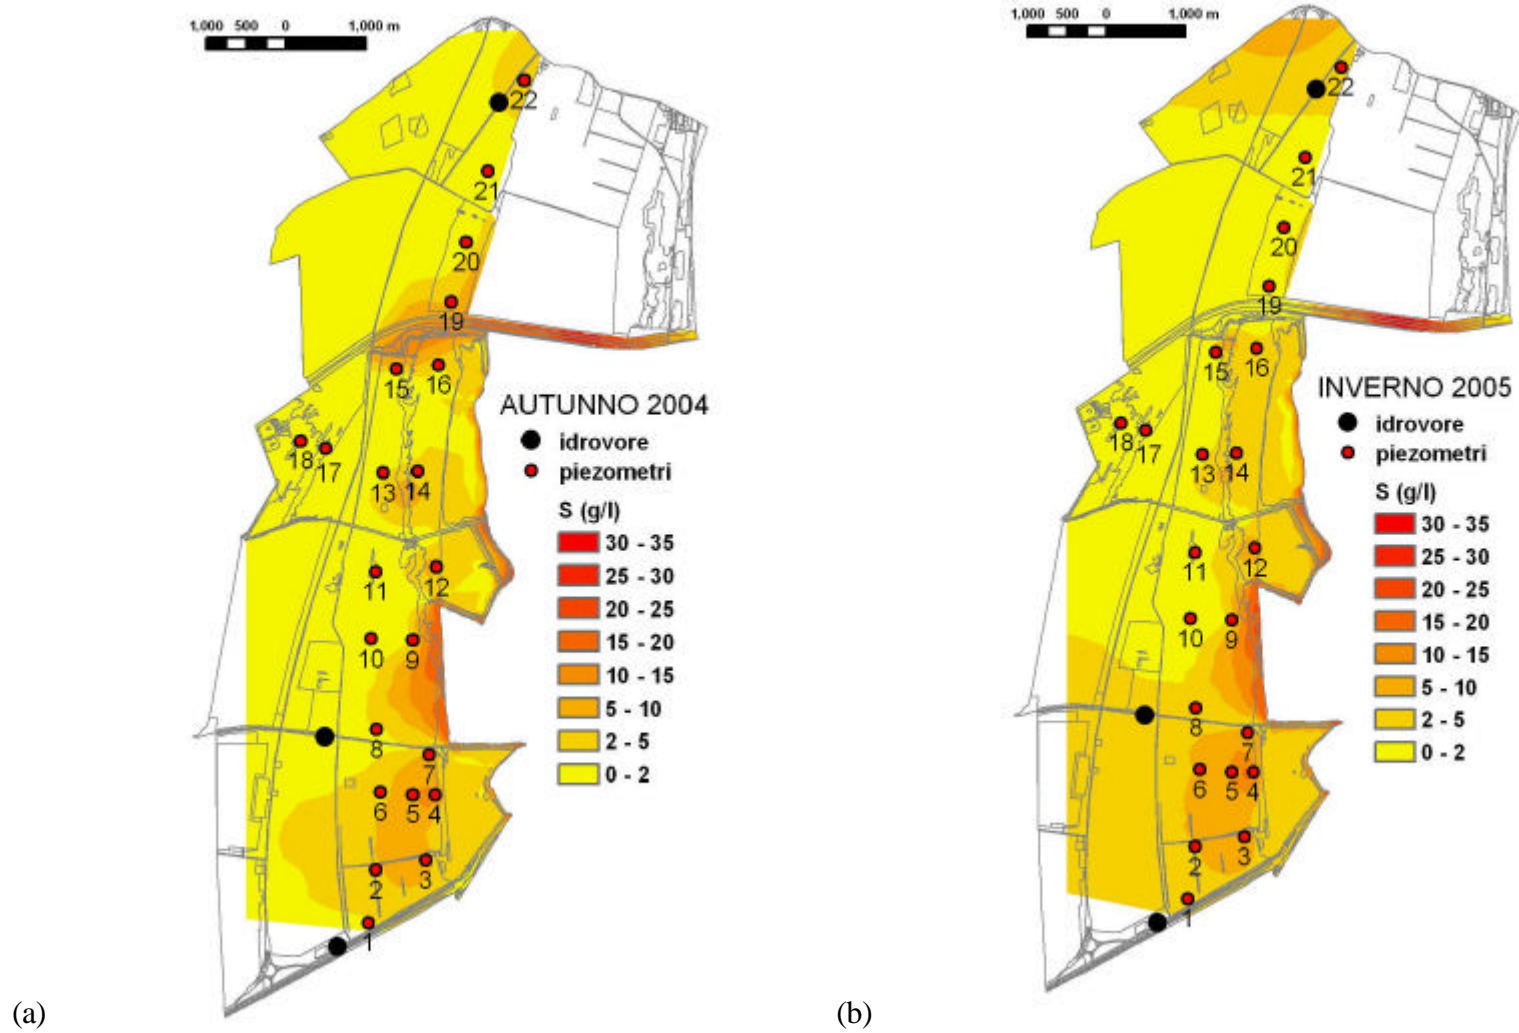 1,000 500 0 1,000 m
22
21
20
19
15 16
AUTUNNO 2004
idrovore
piezometri
18 17
13 14
S (g/l)
30 - 35
25 - 30
20 - 25
15 - 20
10 - 15
5 - 10
2 - 5
0 - 2
11 12
10 9
8
7
6 5 4
2 3
1
(a)
1,000 500 0 1,000 m
22
21
20
19
15 16
INVERNO 2005
idrovore
piezometri
18 17
13 14
S (g/l)
30 - 35
25 - 30
20 - 25
15 - 20
10 - 15
5 - 10
2 - 5
0 - 2
11 12
10 9
8
7
6 5 4
2 3
1
(b)